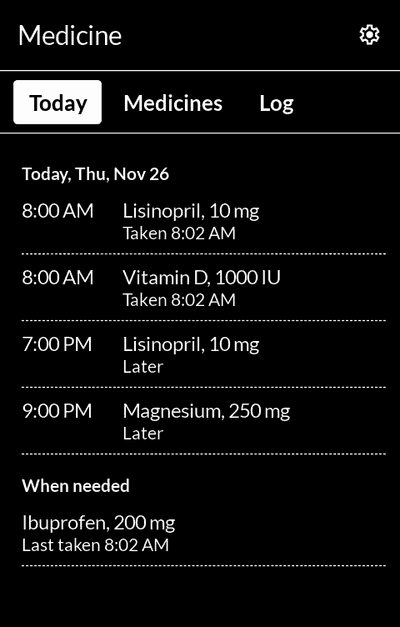 Medicine
Today Medicines Log
Today, Thu, Nov 26
8:00 AM Lisinopril, 10 mg
Taken 8:02 AM
8:00 AM Vitamin D, 1000 IU
Taken 8:02 AM
7:00 PM Lisinopril, 10 mg
Later
9:00 PM Magnesium, 250 mg
Later
When needed
Ibuprofen, 200 mg
Last taken 8:02 AM